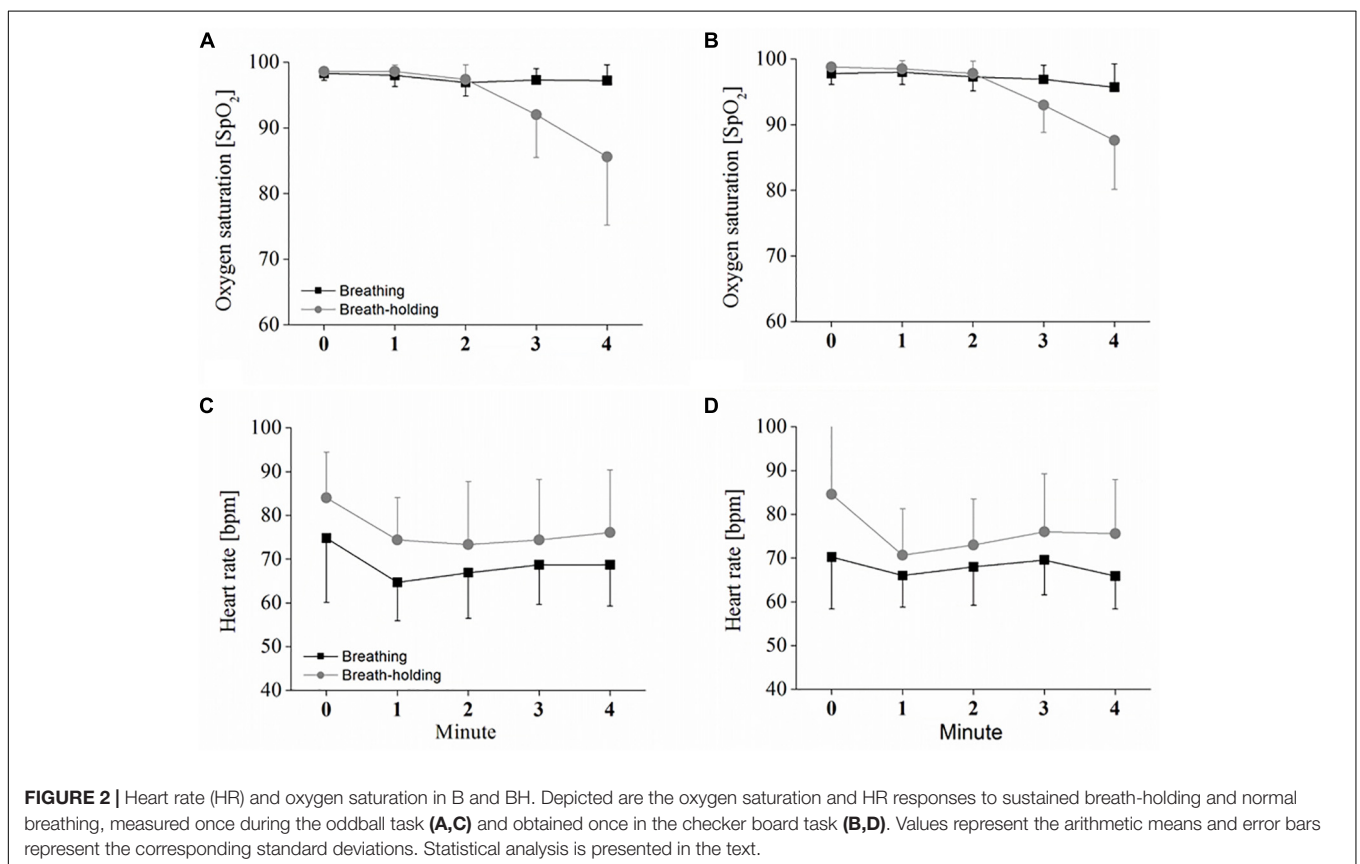 A
Oxygen saturation [SpO2]
100
90
80
70
60
Breathing
Breath-holding
0 1 2 3 4
B
Oxygen saturation [SpO2]
100
90
80
70
60
0 1 2 3 4
C
Heart rate [bpm]
100
90
80
70
60
50
40
Breathing
Breath-holding
0 1 2 3 4
Minute
D
Heart rate [bpm]
100
90
80
70
60
50
40
0 1 2 3 4
Minute
FIGURE 2 | Heart rate (HR) and oxygen saturation in B and BH. Depicted are the oxygen saturation and HR responses to sustained breath-holding and normal
breathing, measured once during the oddball task (A,C) and obtained once in the checker board task (B,D). Values represent the arithmetic means and error bars
represent the corresponding standard deviations. Statistical analysis is presented in the text.